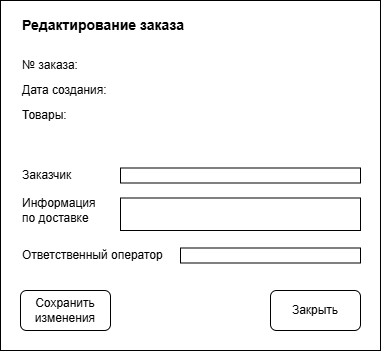 Редактирование заказа
№ заказа:
Дата создания:
Товары:
Заказчик
Информация
по доставке
Ответственный оператор
Сохранить
изменения
Закрыть